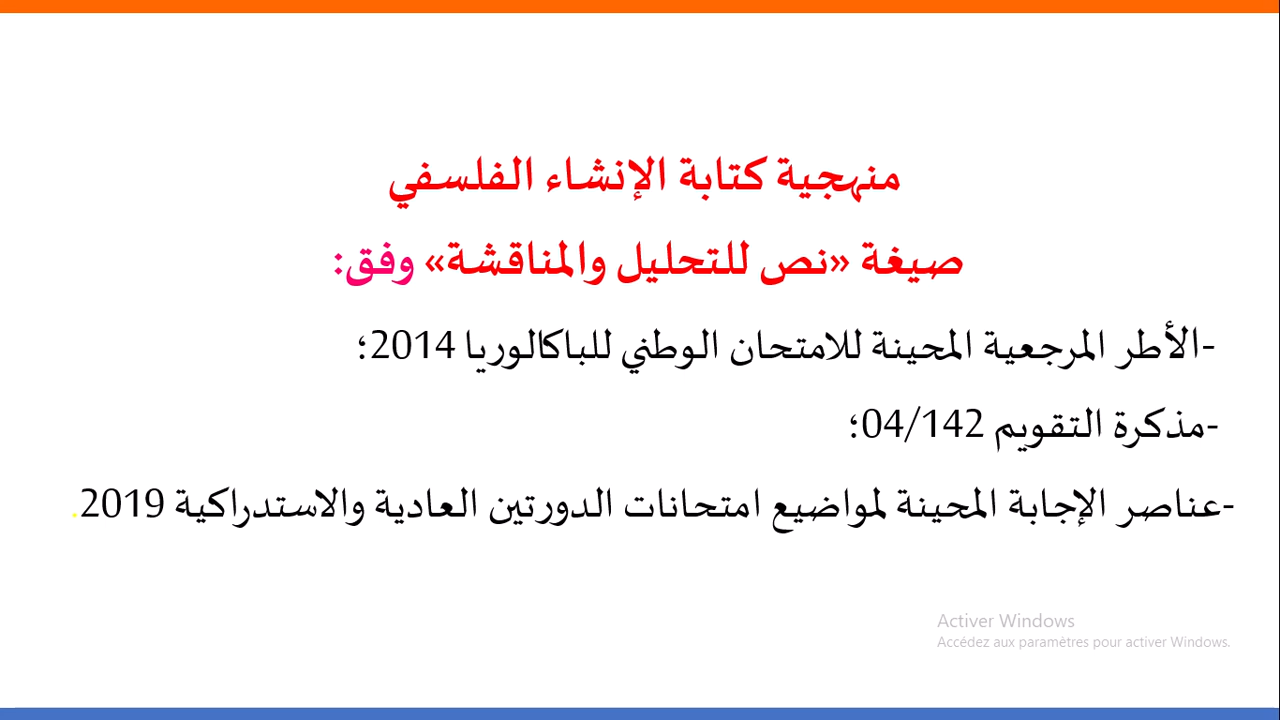 منهجية كتابة الإنشاء الفلسفي
صيغة «نص للتحليل والمناقشة» وفق:
-الأطر المرجعية المحينة للامتحان الوطني للباكالوريا 2014؛
-مذكرة التقويم 04/142؛
-عناصر الإجابة المحينة لمواضيع امتحانات الدورتين العادية والاستدراكية 2019.
Activer Windows
Accédez aux paramètres pour activer Windows.